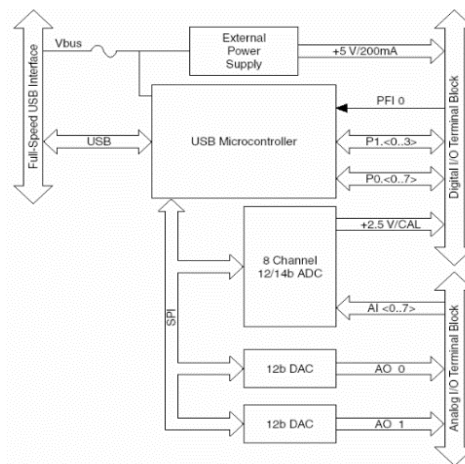 Full-Speed USB Interface
Vbus
External
Power
Supply
+5 V/200mA
USB
USB Microcontroller
PFI 0
P1.<0..3>
P0.<0..7>
Digital I/O Terminal Block
+2.5 V/CAL
8 Channel
12/14b ADC
AI <0..7>
SPI
12b DAC
AO 0
12b DAC
AO 1
Analog I/O Terminal Block